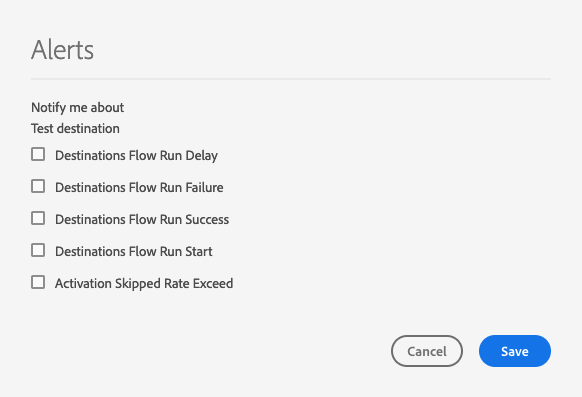 Alerts
Notify me about
Test destination
Destinations Flow Run Delay
Destinations Flow Run Failure
Destinations Flow Run Success
Destinations Flow Run Start
Activation Skipped Rate Exceed
Cancel
Save